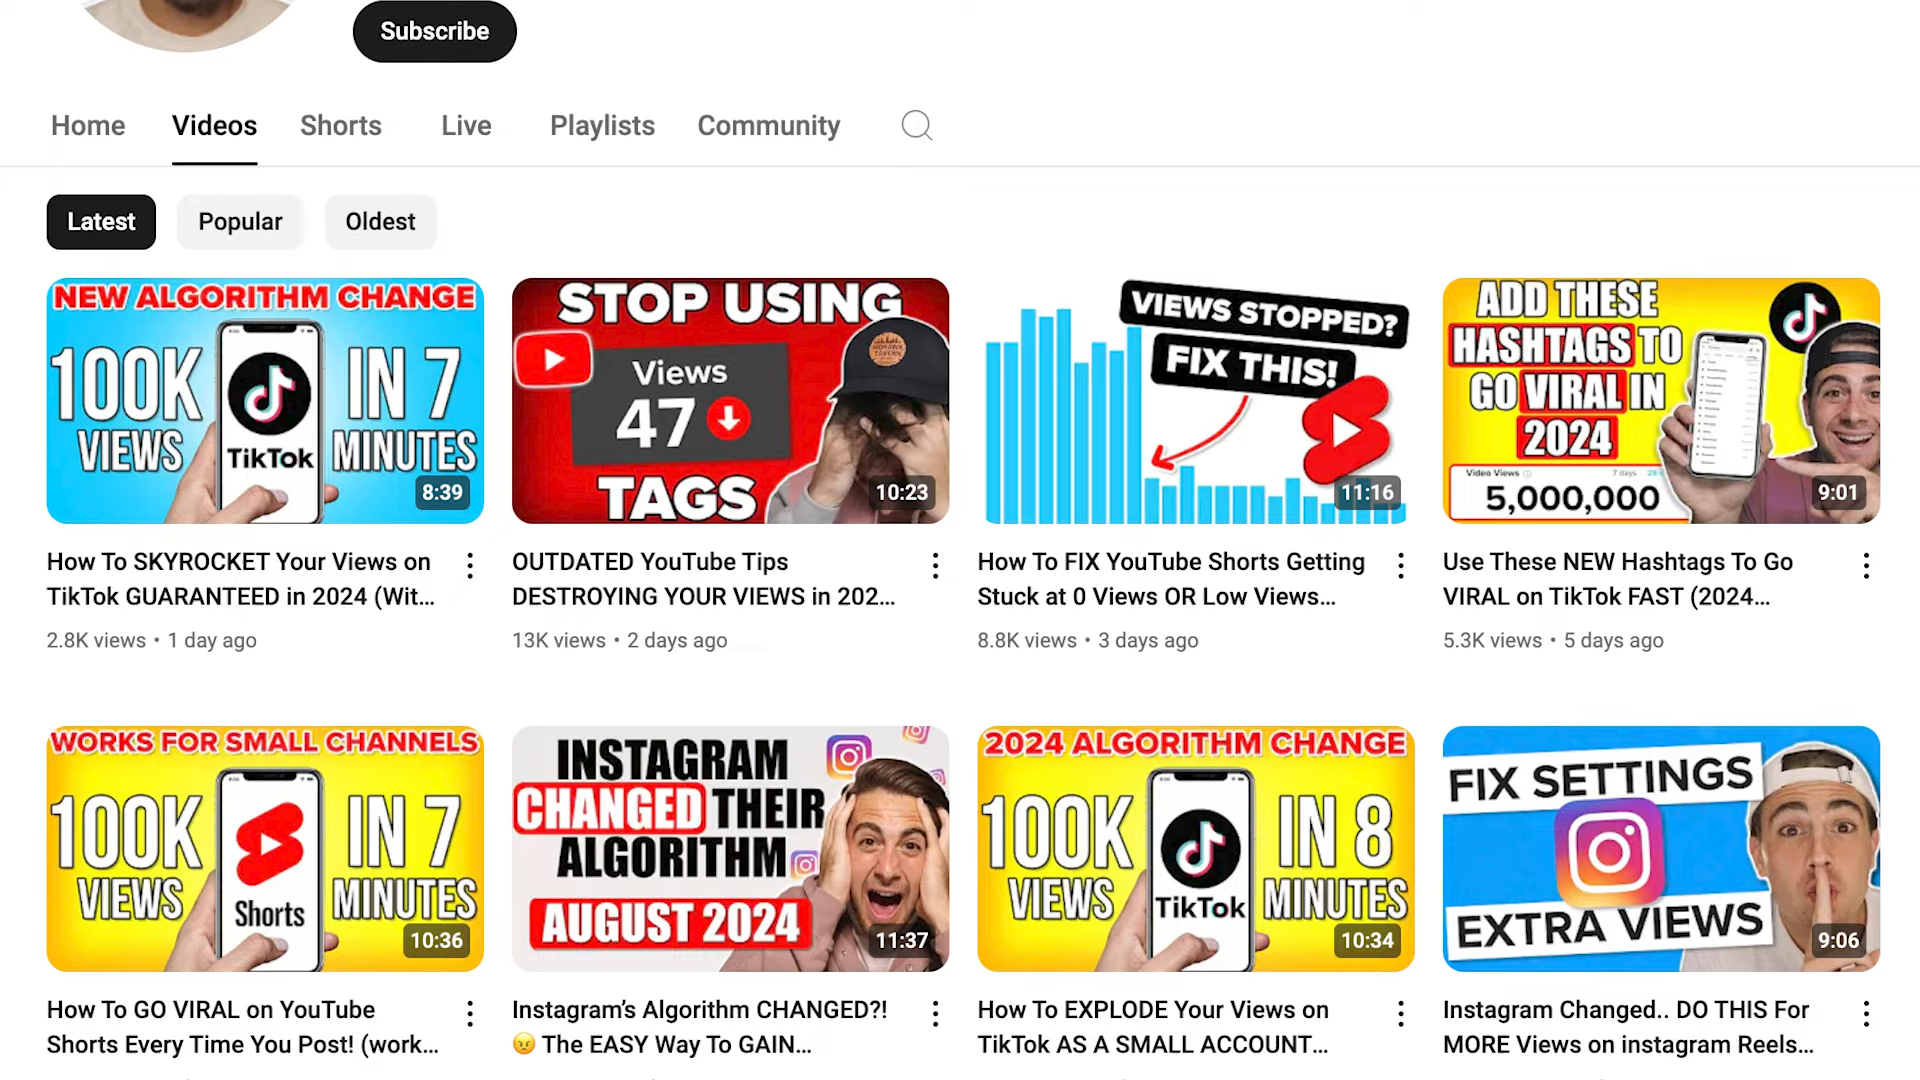 Subscribe
Home Videos Shorts Live Playlists Community
Latest Popular Oldest
NEW ALGORITHM CHANGE
100K VIEWS
TikTok
IN 7 MINUTES
8:39
STOP USING
Views
47
TAGS
10:23
VIEWS STOPPED?
FIX THIS!
11:16
ADD THESE
HASHTAGS TO
GO VIRAL IN
2024
Video Views
7 days
5,000,000
9:01
How To SKYROCKET Your Views on
TikTok GUARANTEED in 2024 (Wit...
2.8K views • 1 day ago
OUTDATED YouTube Tips
DESTROYING YOUR VIEWS in 202...
13K views • 2 days ago
How To FIX YouTube Shorts Getting
Stuck at 0 Views OR Low Views...
8.8K views • 3 days ago
Use These NEW Hashtags To Go
VIRAL on TikTok FAST (2024...
5.3K views • 5 days ago
WORKS FOR SMALL CHANNELS
100K VIEWS
Shorts
IN 7 MINUTES
10:36
INSTAGRAM
CHANGED THEIR
ALGORITHM
AUGUST 2024
11:37
2024 ALGORITHM CHANGE
100K VIEWS
TikTok
IN 8 MINUTES
10:34
FIX SETTINGS
EXTRA VIEWS
9:06
How To GO VIRAL on YouTube
Shorts Every Time You Post! (work...
Instagram’s Algorithm CHANGED?!
😠 The EASY Way To GAIN...
How To EXPLODE Your Views on
TikTok AS A SMALL ACCOUNT...
Instagram Changed.. DO THIS For
MORE Views on instagram Reels...